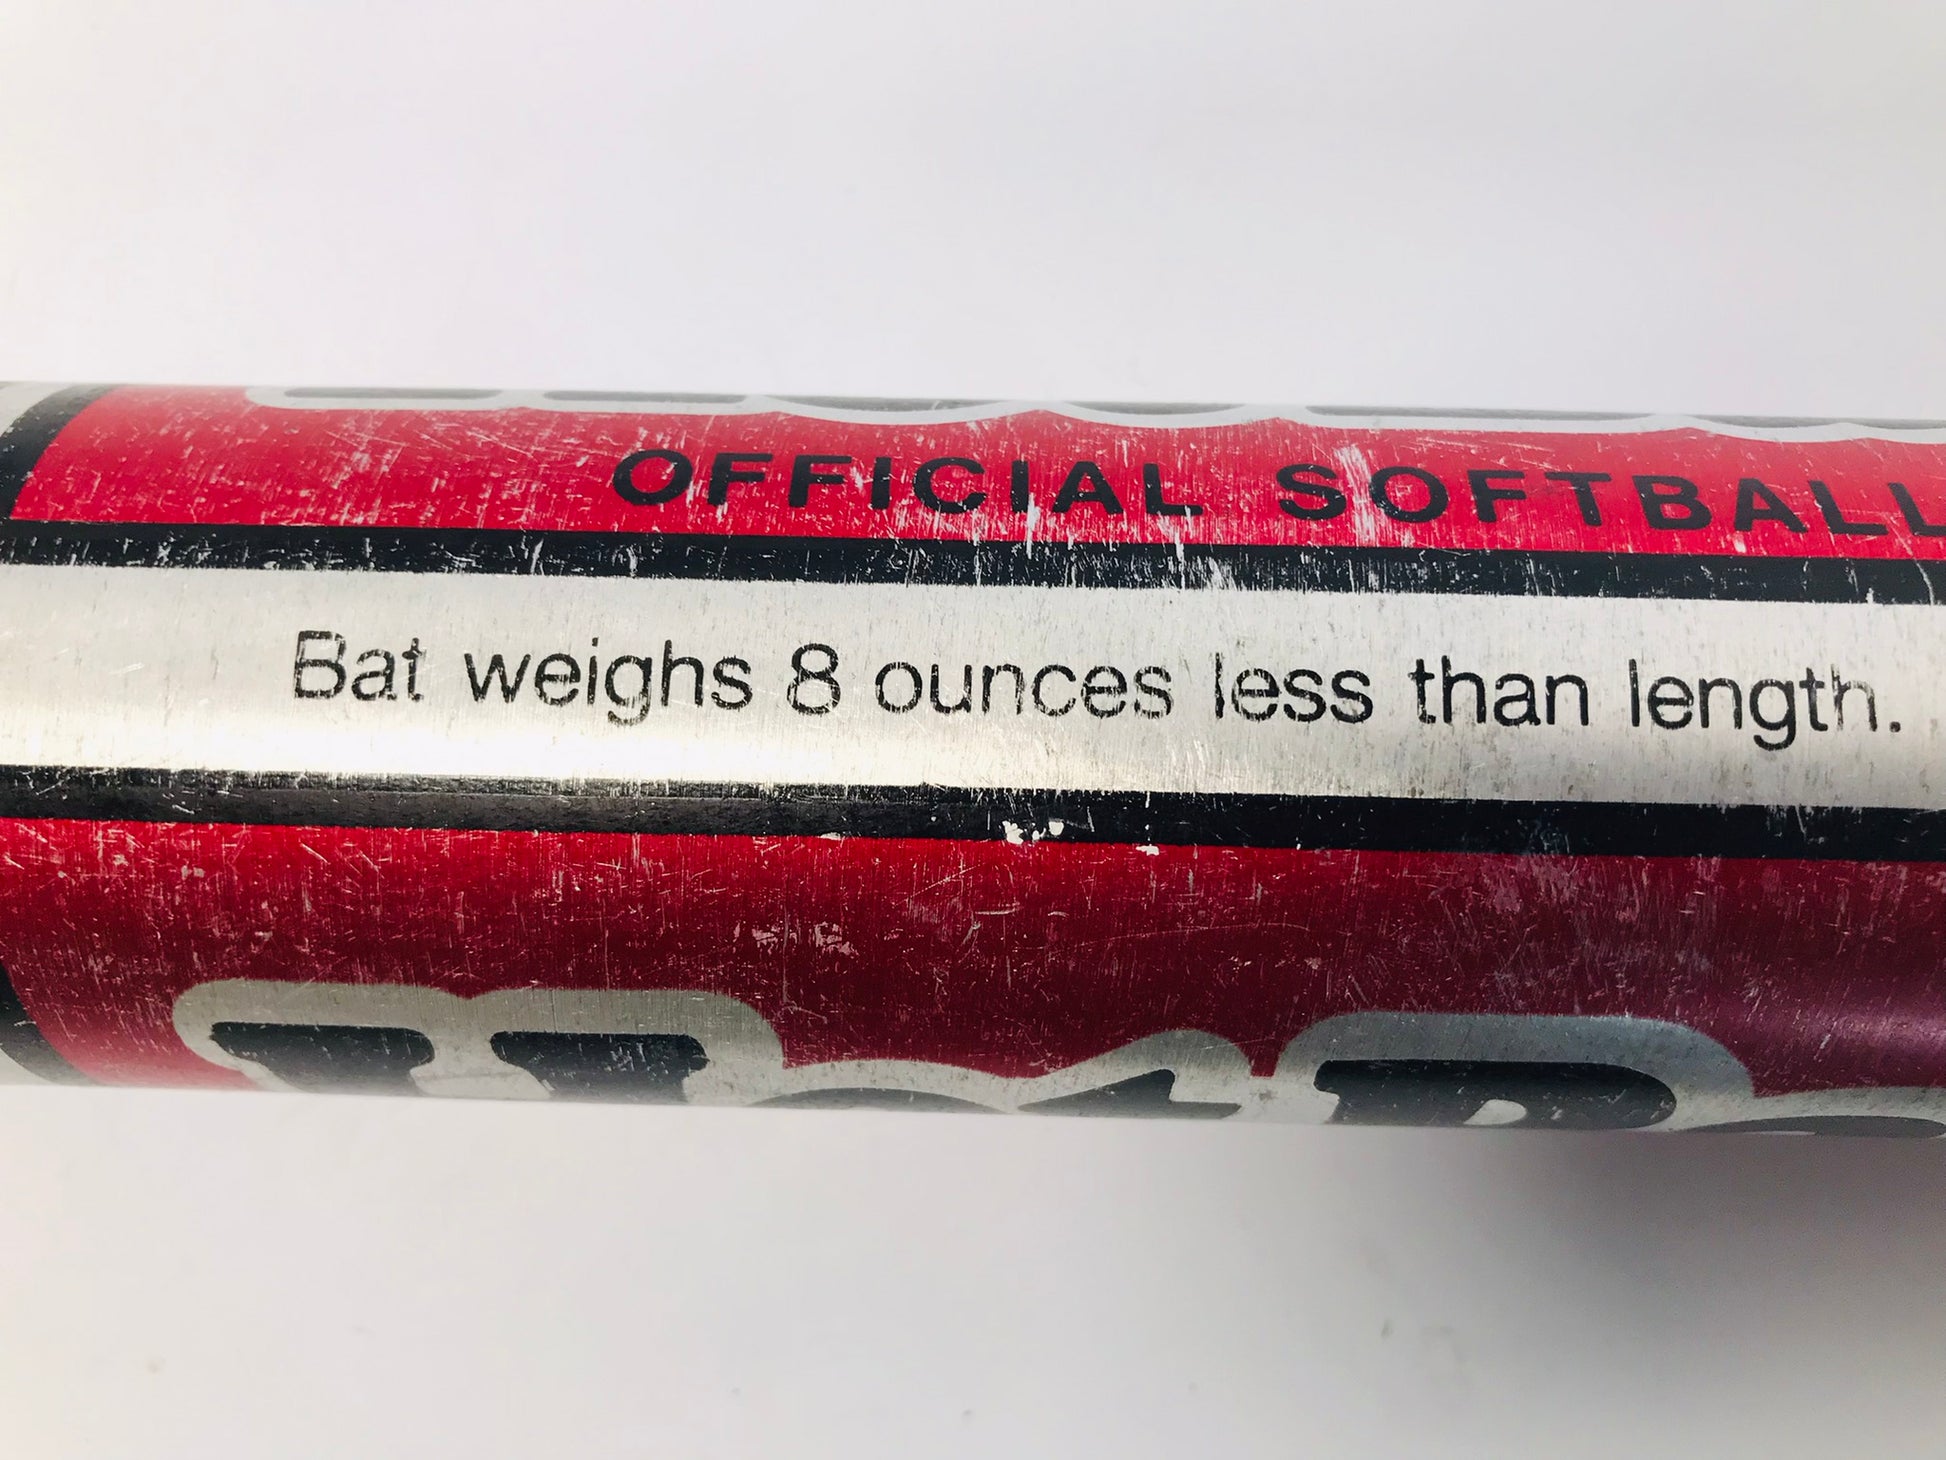 OFFICIAL SOFTBALL
Bat weighs 8 ounces less than length.